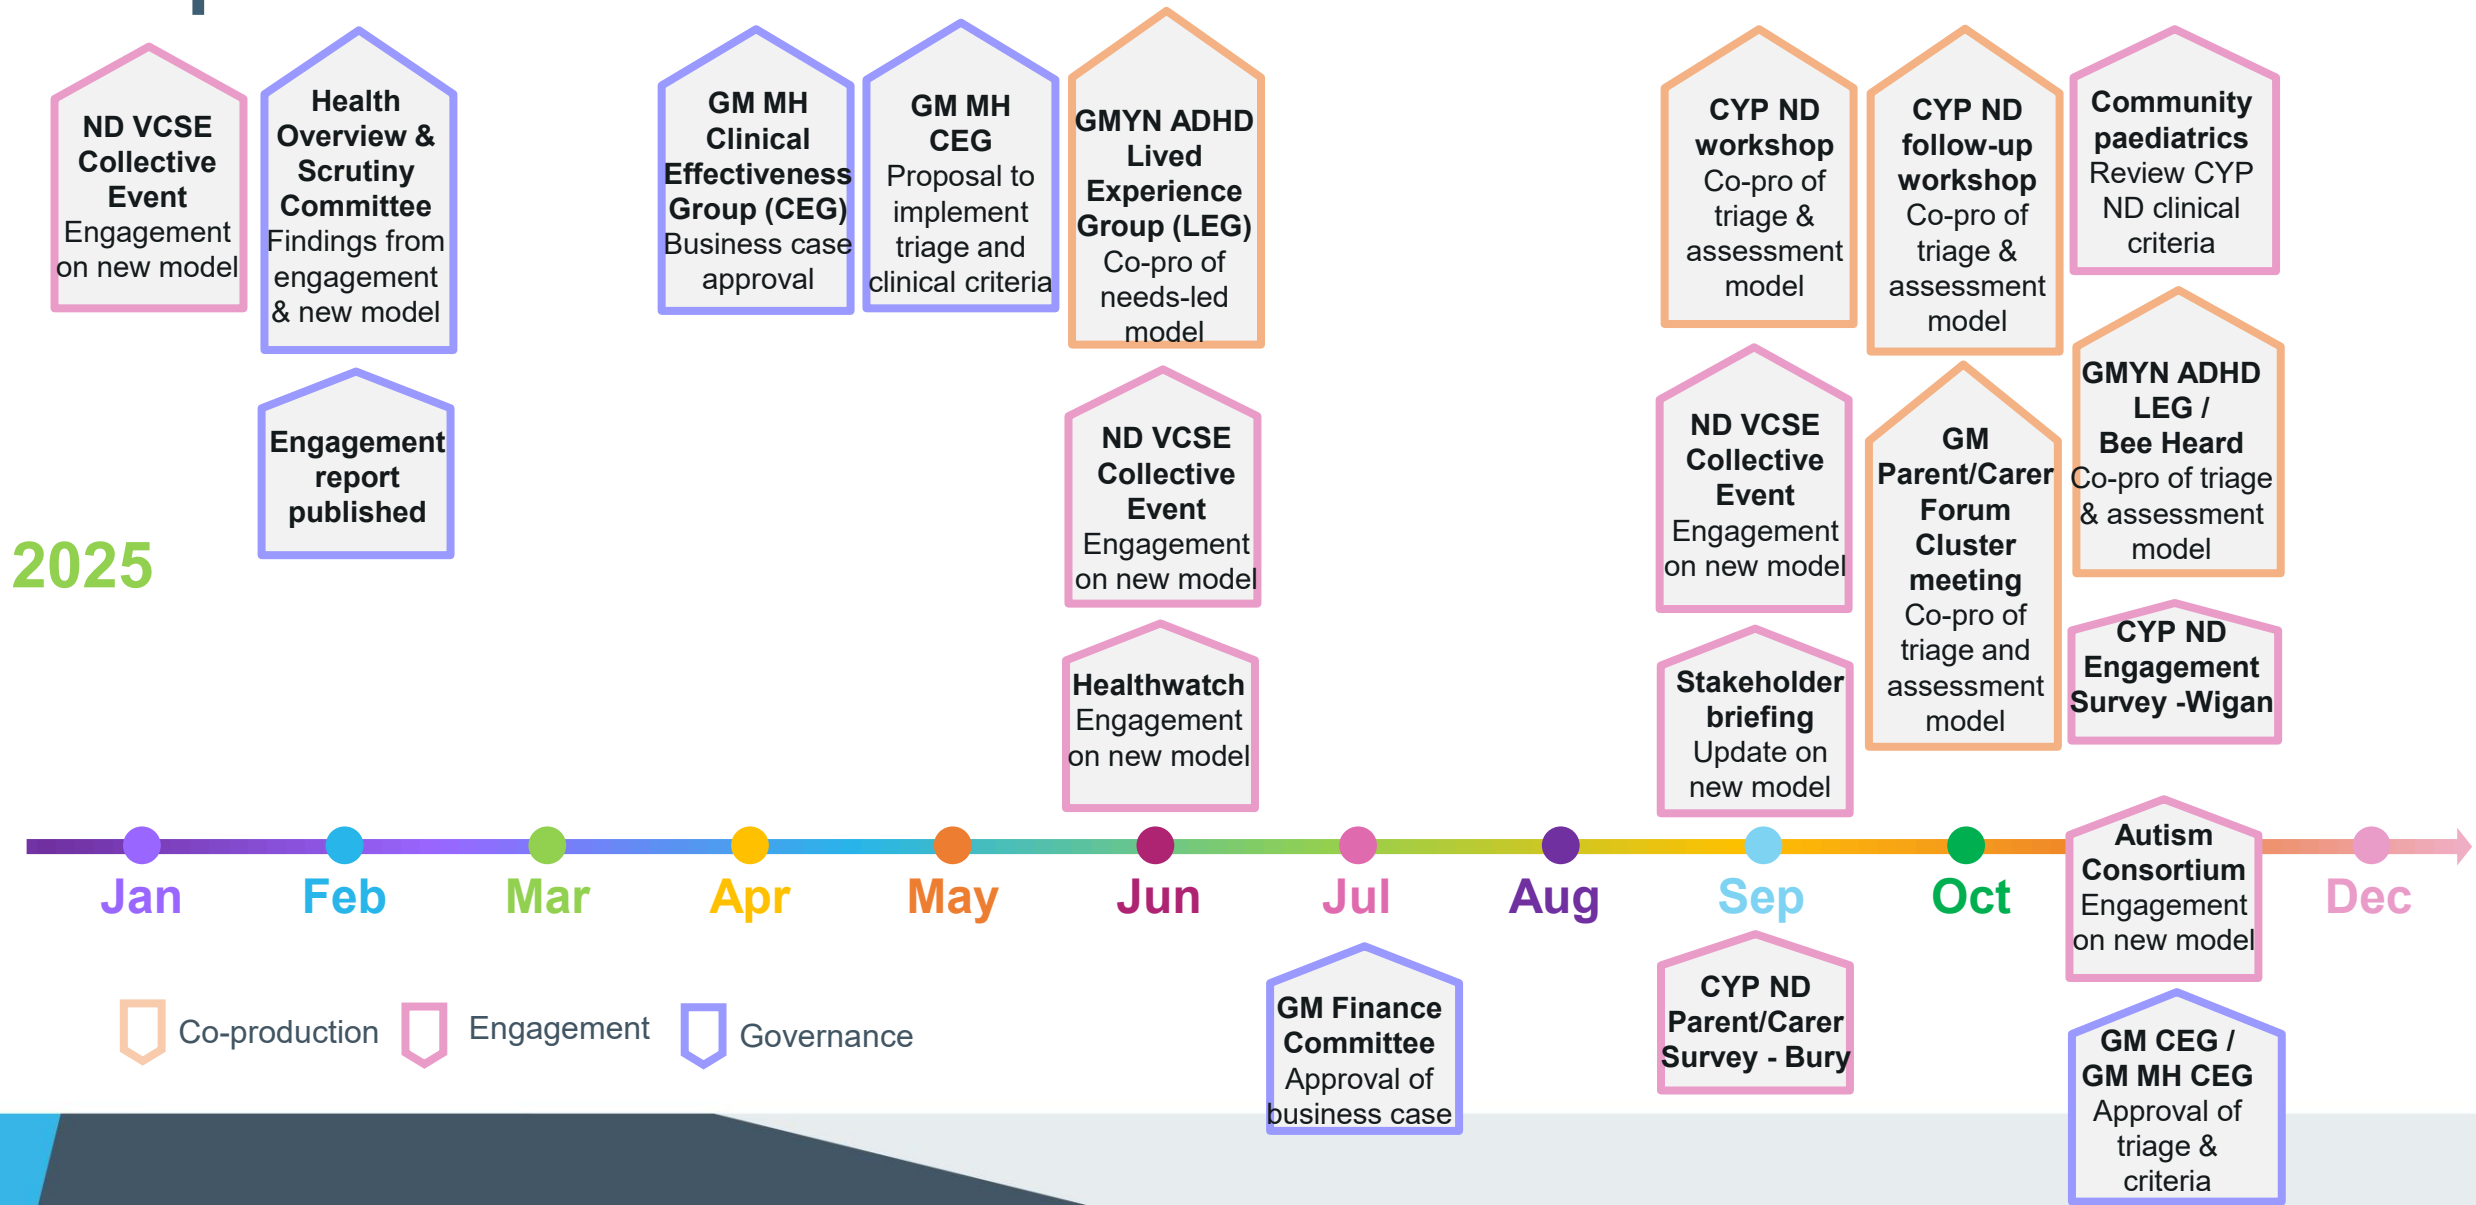 ND VCSE
Collective
Event
Engagement
on new model
Health
Overview &
Scrutiny
Committee
Findings from
engagement
& new model
Engagement
report
published
GM MH
Clinical
Effectiveness
Group (CEG)
Business case
approval
GM MH
CEG
Proposal to
implement
triage and
clinical criteria
GMYN ADHD
Lived
Experience
Group (LEG)
Co-pro of
needs-led
model
ND VCSE
Collective
Event
Engagement
on new model
Healthwatch
Engagement
on new model
CYP ND
workshop
Co-pro of
triage &
assessment
model
ND VCSE
Collective
Event
Engagement
on new model
Stakeholder
briefing
Update on
new model
CYP ND
follow-up
workshop
Co-pro of
triage &
assessment
model
GM
Parent/Carer
Forum
Cluster
meeting
Co-pro of
triage and
assessment
model
Community
paediatrics
Review CYP
ND clinical
criteria
GMYN ADHD
LEG /
Bee Heard
Co-pro of triage
& assessment
model
CYP ND
Engagement
Survey -Wigan
2025
Autism
Consortium
Engagement
on new model
Jan
Feb
Mar
Apr
May
Jun
Jul
Aug
Sep
Oct
Dec
GM Finance
Committee
Approval of
business case
CYP ND
Parent/Carer
Survey - Bury
GM CEG /
GM MH CEG
Approval of
triage &
criteria
Co-production
Engagement
Governance